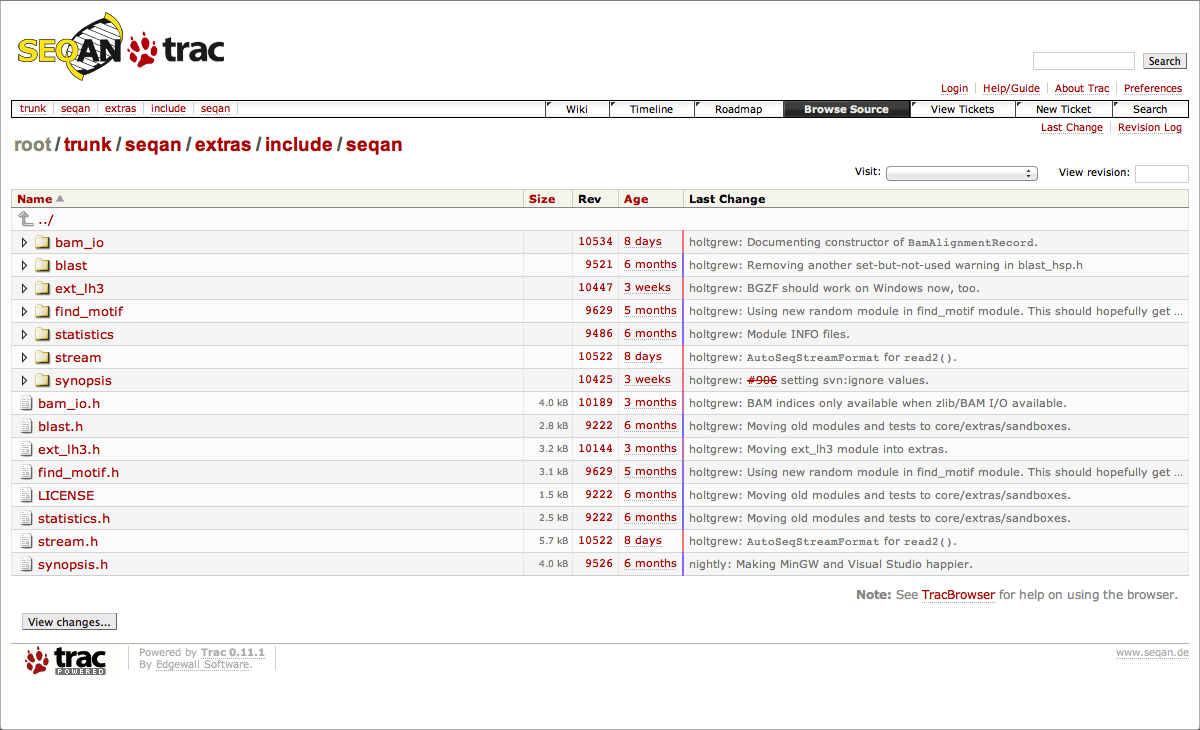 SEQAN trac
Search
Login Help/Guide About Trac Preferences
trunk seqan extras include seqan Wiki Timeline Roadmap Browse Source View Tickets New Ticket Search
Last Change Revision Log
root/trunk/seqan/extras/include/seqan
Visit: View revision:
Name Size Rev Age Last Change
../
bam_io 10534 8 days holtgrew: Documenting constructor of BamAlignmentRecord.
blast 9521 6 months holtgrew: Removing another set-but-not-used warning in blast_hsp.h
ext_lh3 10447 3 weeks holtgrew: BGZF should work on Windows now, too.
find_motif 9629 5 months holtgrew: Using new random module in find_motif module. This should hopefully get ...
statistics 9486 6 months holtgrew: Module INFO files.
stream 10522 8 days holtgrew: AutoSeqStreamFormat for read2().
synopsis 10425 3 weeks holtgrew: #906 setting svn:ignore values.
bam_io.h 4.0 kB 10189 3 months holtgrew: BAM indices only available when zlib/BAM I/O available.
blast.h 2.8 kB 9222 6 months holtgrew: Moving old modules and tests to core/extras/sandboxes.
ext_lh3.h 3.2 kB 10144 3 months holtgrew: Moving ext_lh3 module into extras.
find_motif.h 3.1 kB 9629 5 months holtgrew: Using new random module in find_motif module. This should hopefully get ...
LICENSE 1.5 kB 9222 6 months holtgrew: Moving old modules and tests to core/extras/sandboxes.
statistics.h 2.5 kB 9222 6 months holtgrew: Moving old modules and tests to core/extras/sandboxes.
stream.h 5.7 kB 10522 8 days holtgrew: AutoSeqStreamFormat for read2().
synopsis.h 4.0 kB 9526 6 months nightly: Making MinGW and Visual Studio happier.
Note: See TracBrowser for help on using the browser.
View changes...
trac POWERED Powered by Trac 0.11.1 www.seqan.de
By Edgewall Software.